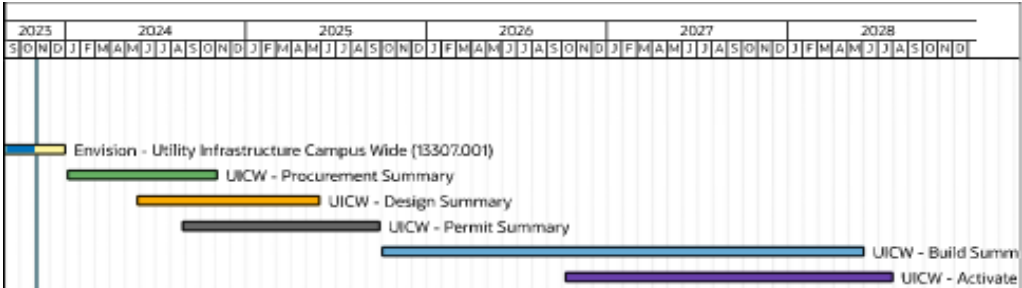 2023 2024 2025 2026 2027 2028
S O N D J F M A M J J A S O N D J F M A M J J A S O N D J F M A M J J A S O N D J F M A M J J A S O N D J F M A M J J A S O N D
Envision - Utility Infrastructure Campus Wide (13307.001)
UICW - Procurement Summary
UICW - Design Summary
UICW - Permit Summary
UICW - Build Summ
UICW - Activate